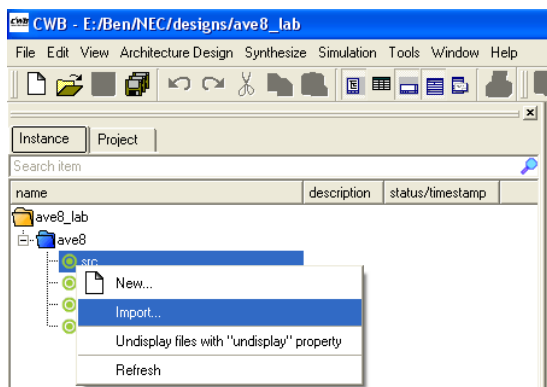 CWB - E:/Ben/NEC/designs/ave8_lab
File Edit View Architecture Design Synthesize Simulation Tools Window Help
Instance Project
Search item
name description status/timestamp
ave8_lab
ave8
src
New...
Import...
Undisplay files with "undisplay" property
Refresh